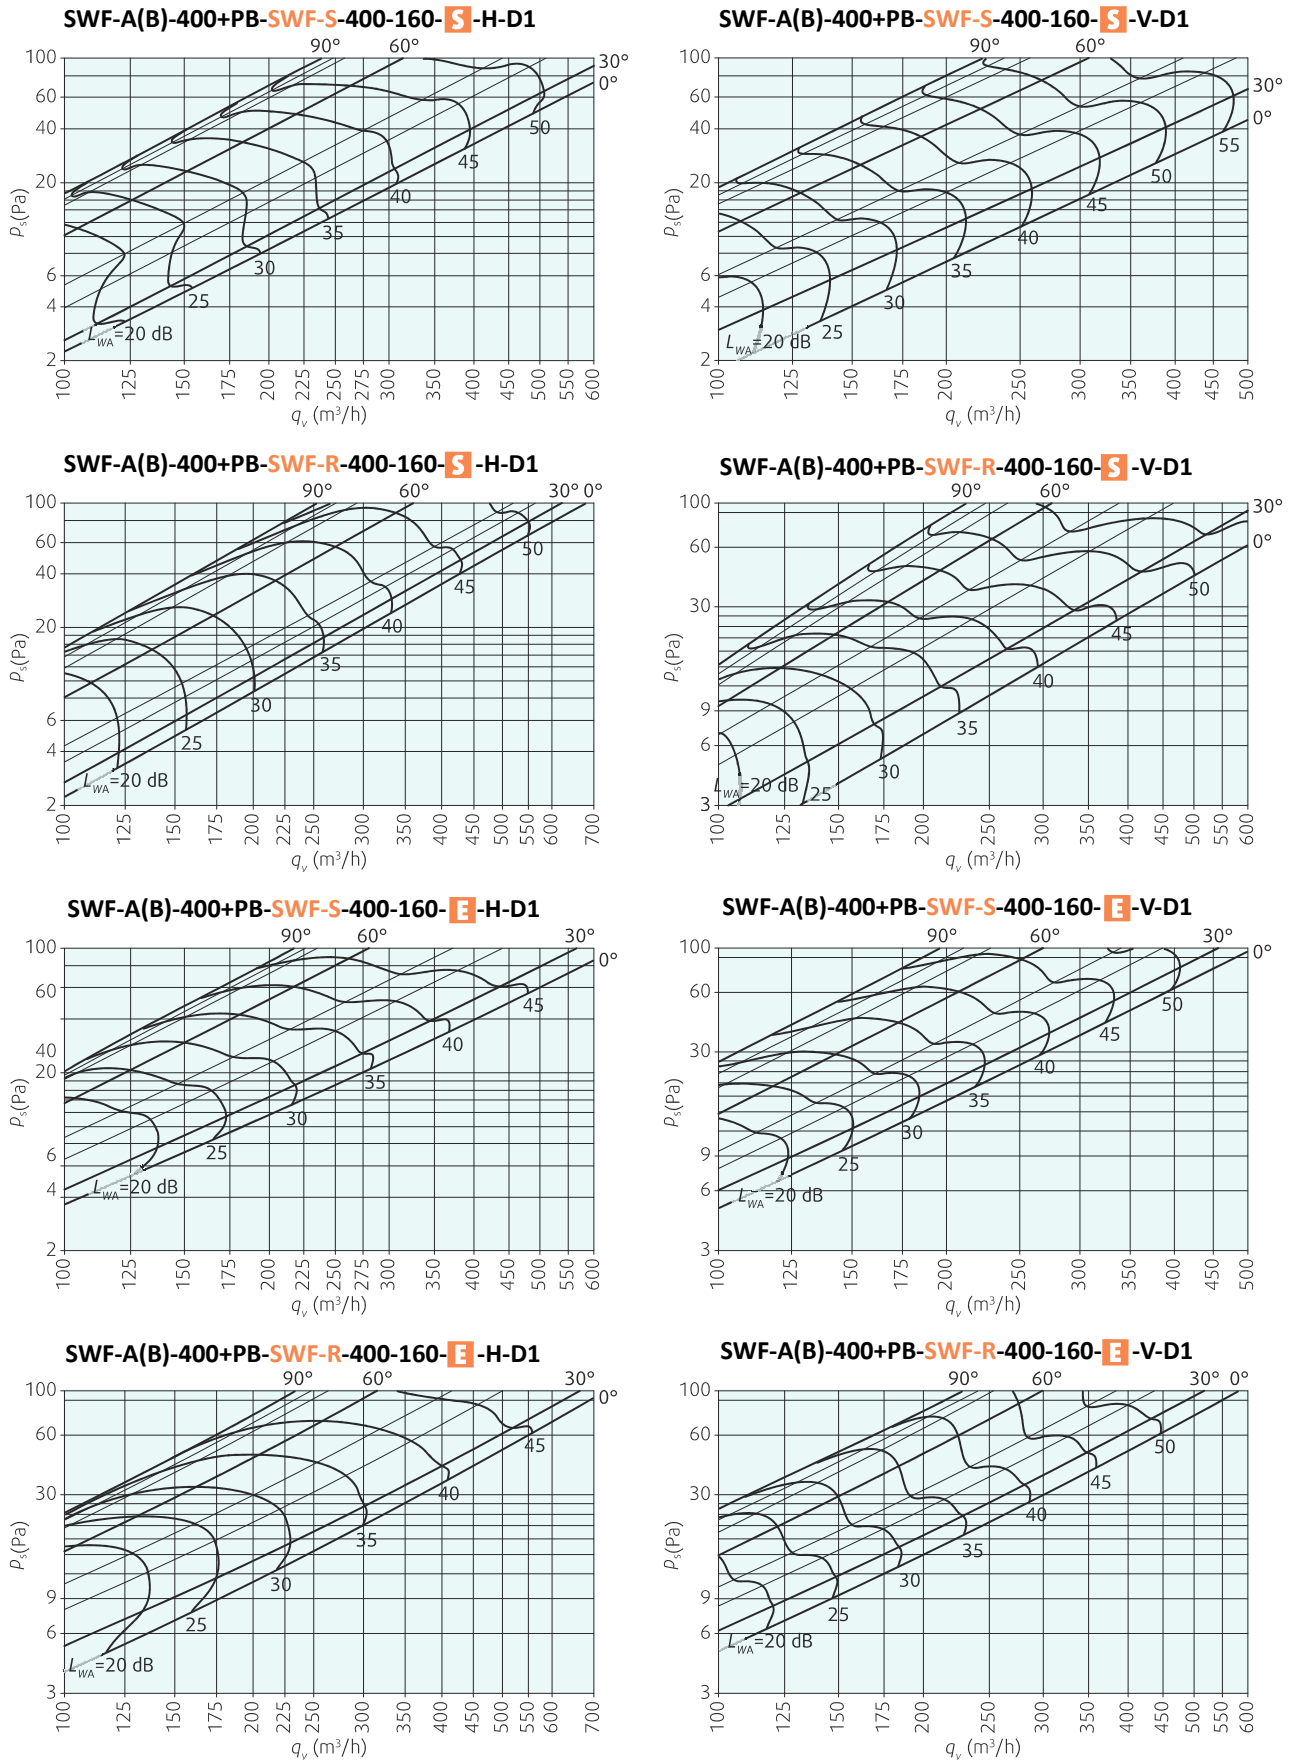 SWF-A(B)-400+PB-SWF-S-400-160-S-H-D1
90° 60°
30°
0°
100
60
40
20
6
4
2
pₛ(Pa)
50
45
40
35
30
25
L_WA=20 dB
100 125 150 175 200 225 250 300 350 400 450 500 550 600
qᵥ (m³/h)
SWF-A(B)-400+PB-SWF-S-400-160-S-V-D1
90° 60°
30°
0°
100
60
40
20
6
4
2
pₛ(Pa)
55
50
45
40
35
30
25
L_WA=20 dB
100 125 150 175 200 250 300 350 400 450 500
qᵥ (m³/h)
SWF-A(B)-400+PB-SWF-R-400-160-S-H-D1
90° 60° 30° 0°
100
60
40
20
6
4
2
pₛ(Pa)
50
45
40
35
30
25
L_WA=20 dB
100 125 150 175 200 225 250 300 350 400 450 500 550 600 700
qᵥ (m³/h)
SWF-A(B)-400+PB-SWF-R-400-160-S-V-D1
90° 60°
30°
0°
100
60
30
9
6
3
pₛ(Pa)
50
45
40
35
30
25
L_WA=20 dB
100 125 150 175 200 250 300 350 400 450 500 550 600
qᵥ (m³/h)
SWF-A(B)-400+PB-SWF-S-400-160-E-H-D1
90° 60° 30°
0°
100
60
40
20
6
4
2
pₛ(Pa)
45
40
35
30
25
L_WA=20 dB
100 125 150 175 200 225 250 300 350 400 450 500 550 600
qᵥ (m³/h)
SWF-A(B)-400+PB-SWF-S-400-160-E-V-D1
90° 60° 30°
0°
100
60
30
9
6
3
pₛ(Pa)
50
45
40
35
30
25
L_WA=20 dB
100 125 150 175 200 250 300 350 400 450 500
qᵥ (m³/h)
SWF-A(B)-400+PB-SWF-R-400-160-E-H-D1
90° 60° 30°
0°
100
60
30
9
6
3
pₛ(Pa)
45
40
35
30
25
L_WA=20 dB
100 125 150 175 200 225 250 300 350 400 450 500 550 600 700
qᵥ (m³/h)
SWF-A(B)-400+PB-SWF-R-400-160-E-V-D1
90° 60° 30° 0°
100
60
30
9
6
3
pₛ(Pa)
50
45
40
35
30
25
L_WA=20 dB
100 125 150 175 200 250 300 350 400 450 500 550 600
qᵥ (m³/h)